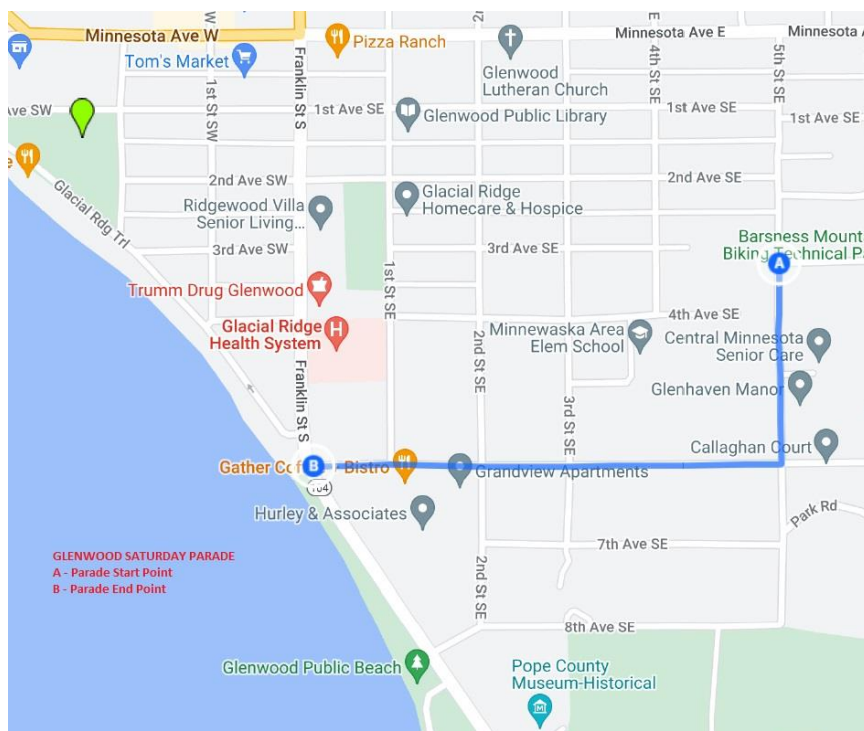 Minnesota Ave W
Minnesota Ave E
Minnesota A
Pizza Ranch
Tom's Market
Franklin St S
2nd
4th St SE
5th St SE
Glenwood
Lutheran Church
Ave SW
1st St SW
1st Ave SE
Glenwood Public Library
1st Ave SE
1st Ave SE
2nd Ave SW
2nd Ave SE
Glacial Rdg Trl
Ridgewood Villa
Senior Living...
Glacial Ridge
Homecare & Hospice
3rd Ave SW
3rd Ave SE
Barsness Mount
Biking Technical Pa
A
1st St SE
Trumm Drug Glenwood
4th Ave SE
Glacial Ridge
Health System
H
Minnewaska Area
Elem School
Central Minnesota
Senior Care
2nd St SE
Glenhaven Manor
Franklin St S
3rd St SE
Callaghan Court
Gather Co
Bistro
B
Grandview Apartments
104
Hurley & Associates
Park Rd
7th Ave SE
GLENWOOD SATURDAY PARADE
A - Parade Start Point
B - Parade End Point
2nd St SE
8th Ave SE
Glenwood Public Beach
Pope County
Museum-Historical
M